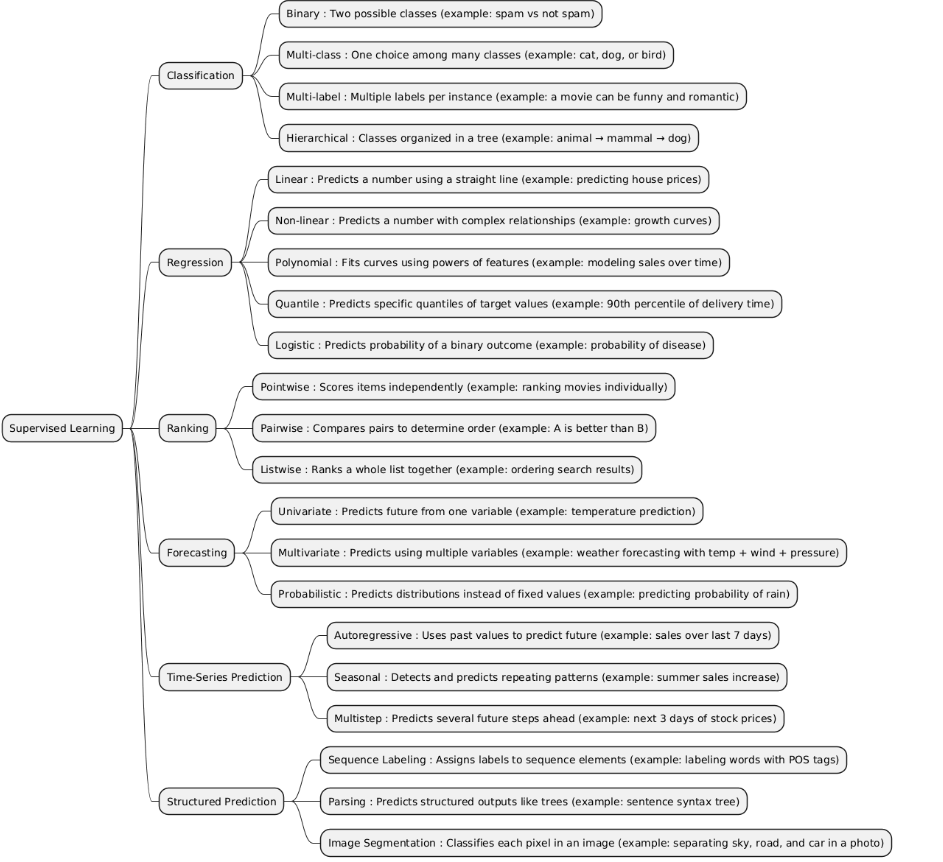 Supervised Learning
Classification
Binary : Two possible classes (example: spam vs not spam)
Multi-class : One choice among many classes (example: cat, dog, or bird)
Multi-label : Multiple labels per instance (example: a movie can be funny and romantic)
Hierarchical : Classes organized in a tree (example: animal → mammal → dog)
Regression
Linear : Predicts a number using a straight line (example: predicting house prices)
Non-linear : Predicts a number with complex relationships (example: growth curves)
Polynomial : Fits curves using powers of features (example: modeling sales over time)
Quantile : Predicts specific quantiles of target values (example: 90th percentile of delivery time)
Logistic : Predicts probability of a binary outcome (example: probability of disease)
Ranking
Pointwise : Scores items independently (example: ranking movies individually)
Pairwise : Compares pairs to determine order (example: A is better than B)
Listwise : Ranks a whole list together (example: ordering search results)
Forecasting
Univariate : Predicts future from one variable (example: temperature prediction)
Multivariate : Predicts using multiple variables (example: weather forecasting with temp + wind + pressure)
Probabilistic : Predicts distributions instead of fixed values (example: predicting probability of rain)
Time-Series Prediction
Autoregressive : Uses past values to predict future (example: sales over last 7 days)
Seasonal : Detects and predicts repeating patterns (example: summer sales increase)
Multistep : Predicts several future steps ahead (example: next 3 days of stock prices)
Structured Prediction
Sequence Labeling : Assigns labels to sequence elements (example: labeling words with POS tags)
Parsing : Predicts structured outputs like trees (example: sentence syntax tree)
Image Segmentation : Classifies each pixel in an image (example: separating sky, road, and car in a photo)